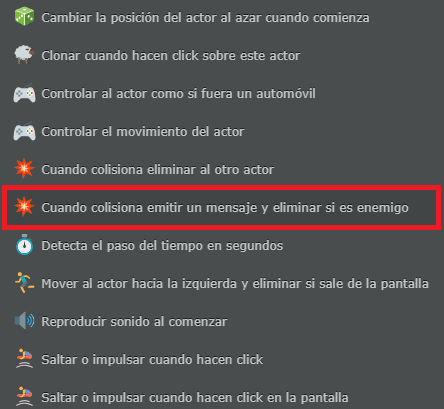 Cambiar la posición del actor al azar cuando comienza
Clonar cuando hacen click sobre este actor
Controlar al actor como si fuera un automóvil
Controlar el movimiento del actor
Cuando colisiona eliminar al otro actor
Cuando colisiona emitir un mensaje y eliminar si es enemigo
Detecta el paso del tiempo en segundos
Mover al actor hacia la izquierda y eliminar si sale de la pantalla
Reproducir sonido al comenzar
Saltar o impulsar cuando hacen click
Saltar o impulsar cuando hacen click en la pantalla